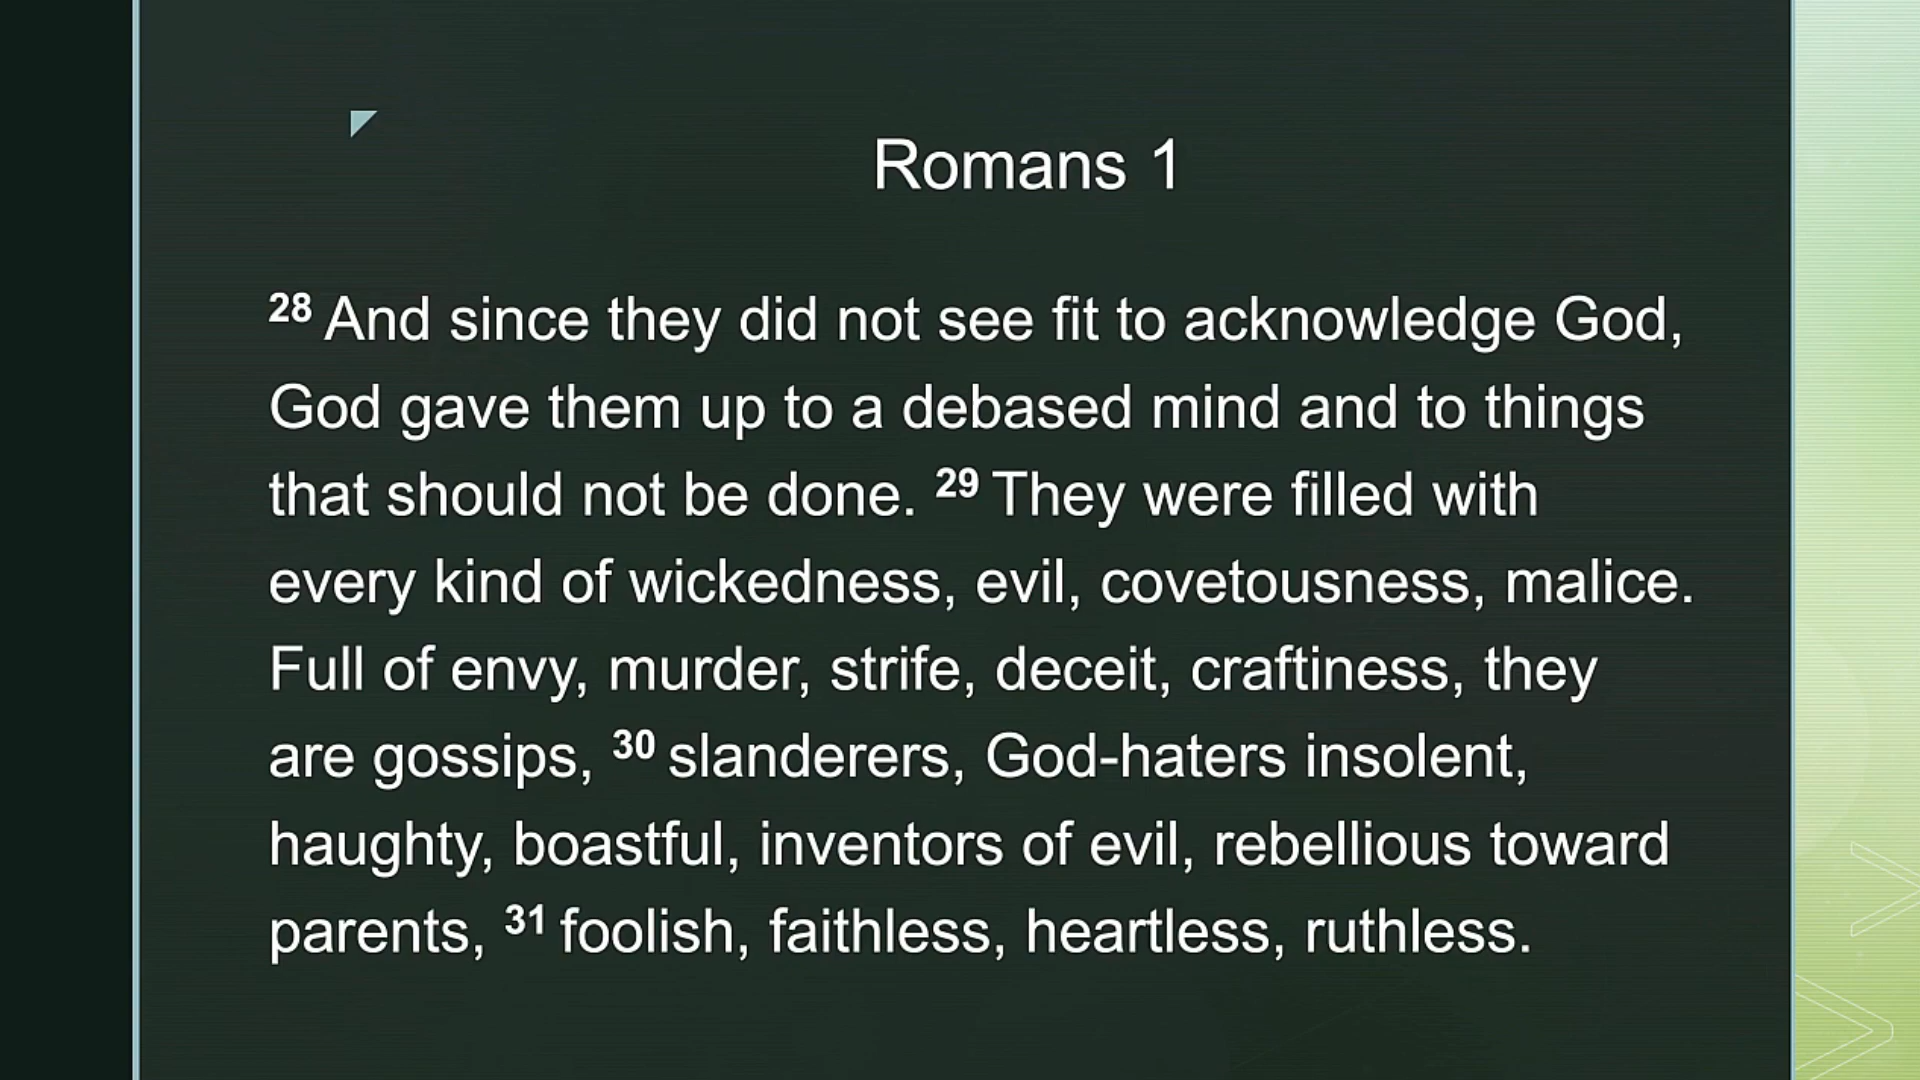 Romans 1
28 And since they did not see fit to acknowledge God,
God gave them up to a debased mind and to things
that should not be done. 29 They were filled with
every kind of wickedness, evil, covetousness, malice.
Full of envy, murder, strife, deceit, craftiness, they
are gossips, 30 slanderers, God-haters insolent,
haughty, boastful, inventors of evil, rebellious toward
parents, 31 foolish, faithless, heartless, ruthless.